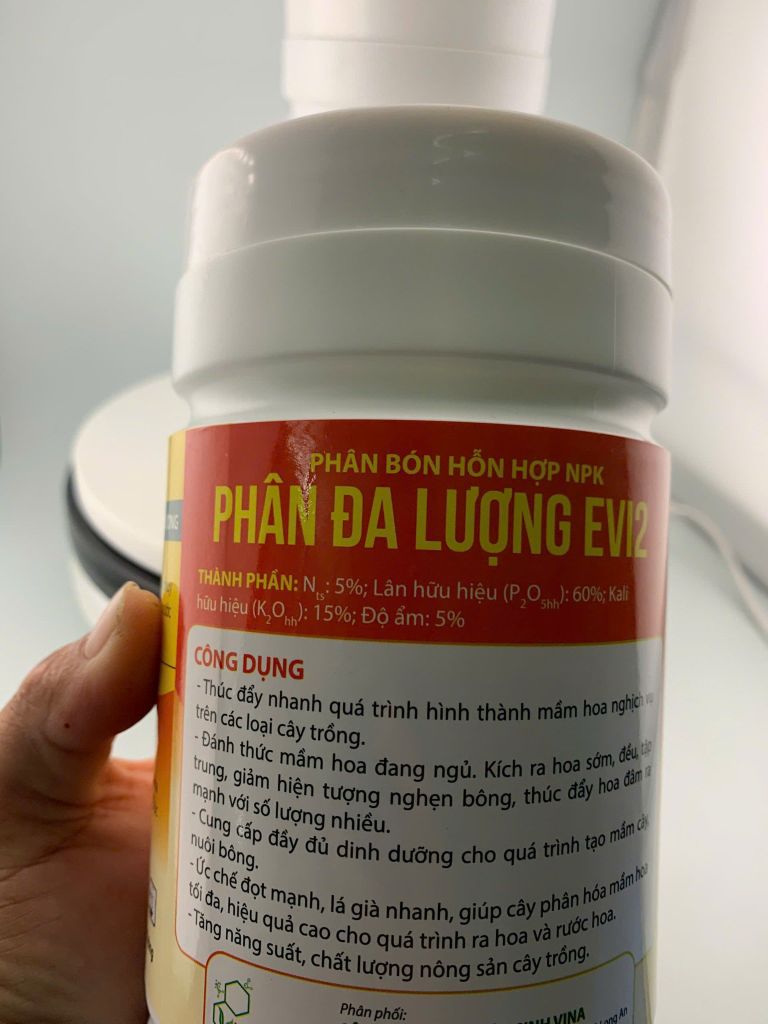 PHÂN BÓN HỖN HỢP NPK
PHÂN ĐA LƯỢNG EVI2
THÀNH PHẦN: Nts: 5%; Lân hữu hiệu (P2O5hh): 60%; Kali
hữu hiệu (K2Ohh): 15%; Độ ẩm: 5%
CÔNG DỤNG
- Thúc đẩy nhanh quá trình hình thành mầm hoa nghịch vụ
trên các loại cây trồng.
- Đánh thức mầm hoa đang ngủ. Kích ra hoa sớm, đều, tập
trung, giảm hiện tượng nghẹn bông, thúc đẩy hoa đâm ra
mạnh với số lượng nhiều.
- Cung cấp đầy đủ dinh dưỡng cho quá trình tạo mầm cây,
nuôi bông.
- Ức chế đọt mạnh, lá già nhanh, giúp cây phân hóa mầm hoa
tối đa, hiệu quả cao cho quá trình ra hoa và rước hoa.
- Tăng năng suất, chất lượng nông sản cây trồng.
Phân phối:
VINA
Long An